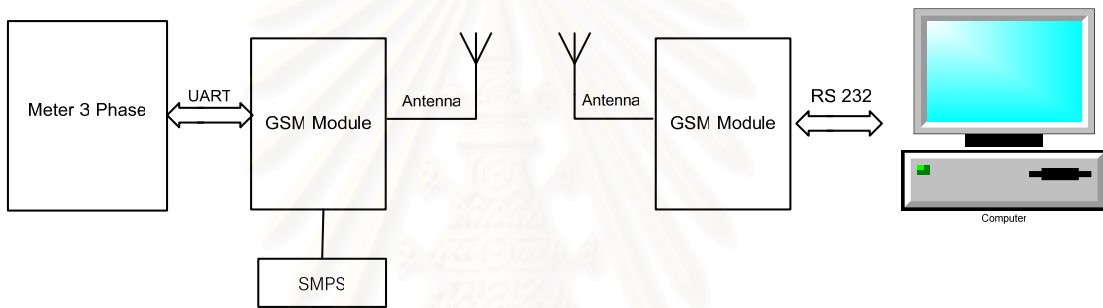 Meter 3 Phase
UART
GSM Module
Antenna
Antenna
GSM Module
RS 232
Computer
SMPS